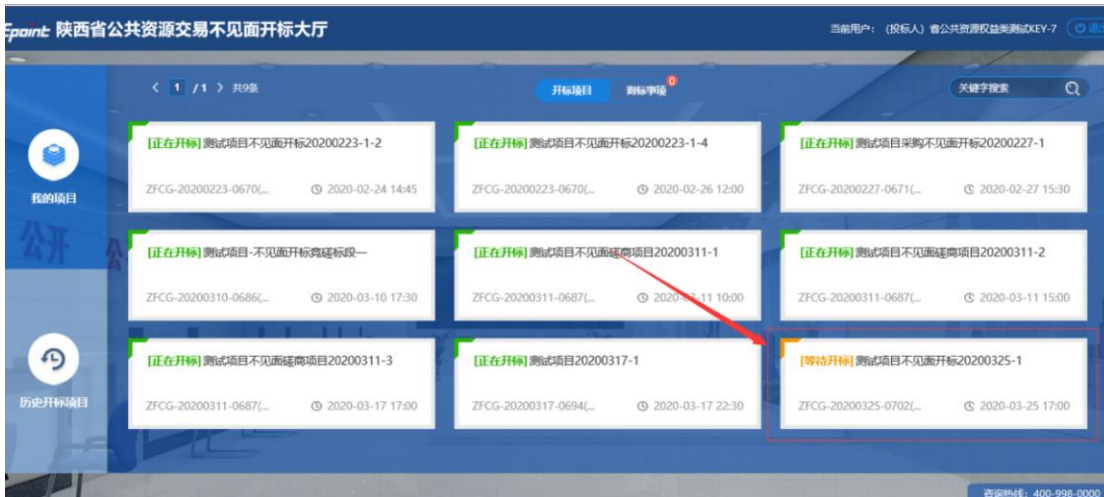 Epoint 陕西省公共资源交易不见面开标大厅
当前用户：(投标人) 省公共资源权益类测试KEY-7
< 1 / 1 > 共9条
开标项目
询标事项
0
关键字搜索
[正在开标] 测试项目不见面开标20200223-1-2
ZFCG-20200223-0670(... 2020-02-24 14:45
[正在开标] 测试项目不见面开标20200223-1-4
ZFCG-20200223-0670(... 2020-02-26 12:00
[正在开标] 测试项目采购不见面开标20200227-1
ZFCG-20200227-0671(... 2020-02-27 15:30
我的项目
[正在开标] 测试项目-不见面开标竞磋标段一
ZFCG-20200310-0686(... 2020-03-10 17:30
[正在开标] 测试项目不见面磋商项目20200311-1
ZFCG-20200311-0687(... 2020-03-11 10:00
[正在开标] 测试项目不见面磋商项目20200311-2
ZFCG-20200311-0687(... 2020-03-11 15:00
公开 公
[正在开标] 测试项目不见面磋商项目20200311-3
ZFCG-20200311-0687(... 2020-03-17 17:00
[正在开标] 测试项目20200317-1
ZFCG-20200317-0694(... 2020-03-17 22:30
[等待开标] 测试项目不见面开标20200325-1
ZFCG-20200325-0702(... 2020-03-25 17:00
历史开标项目
咨询热线：400-998-0000